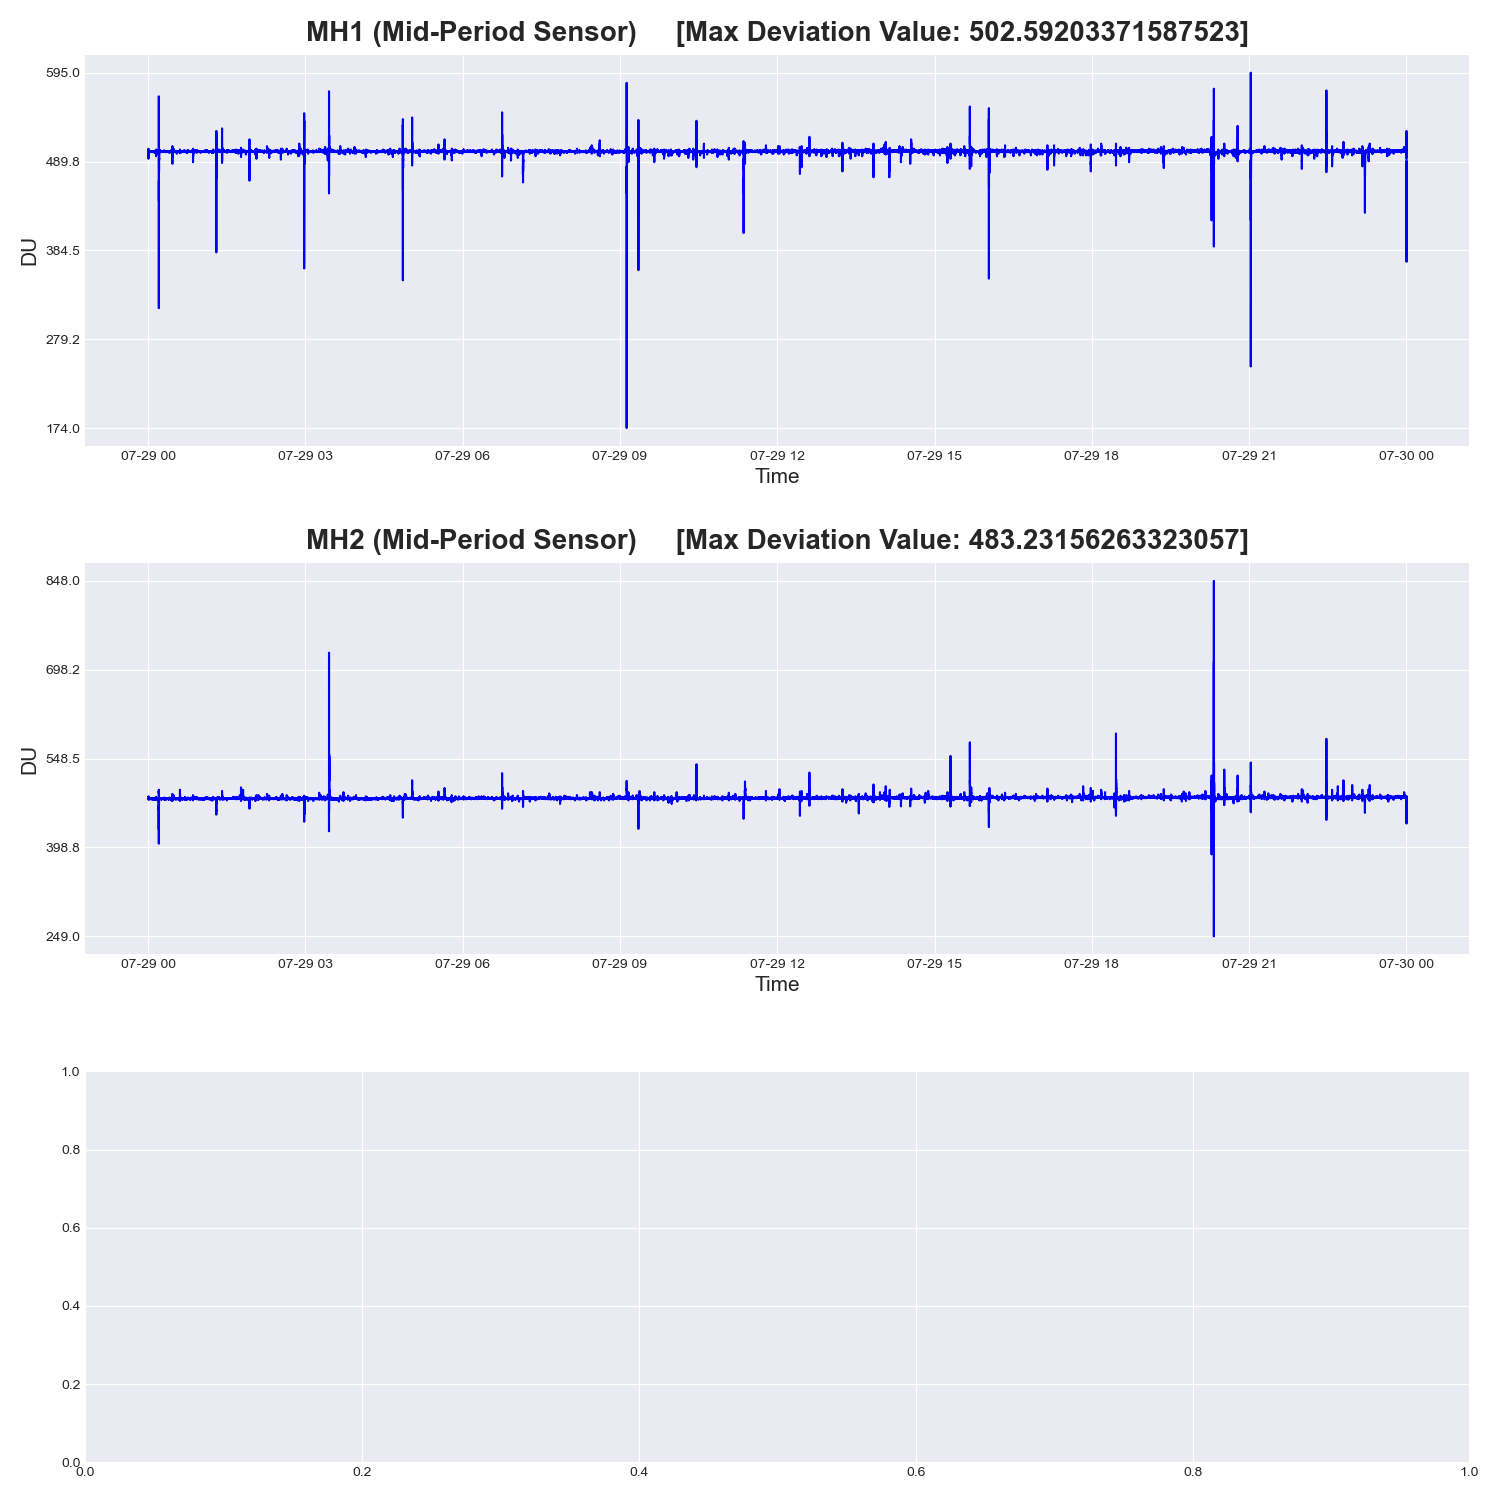 MH1 (Mid-Period Sensor) [Max Deviation Value: 502.59203371587523]
595.0
489.8
384.5
279.2
174.0
DU
07-29 00 07-29 03 07-29 06 07-29 09 07-29 12 07-29 15 07-29 18 07-29 21 07-30 00
Time
MH2 (Mid-Period Sensor) [Max Deviation Value: 483.23156263323057]
848.0
698.2
548.5
398.8
249.0
DU
07-29 00 07-29 03 07-29 06 07-29 09 07-29 12 07-29 15 07-29 18 07-29 21 07-30 00
Time
1.0
0.8
0.6
0.4
0.2
0.0
0.0 0.2 0.4 0.6 0.8 1.0